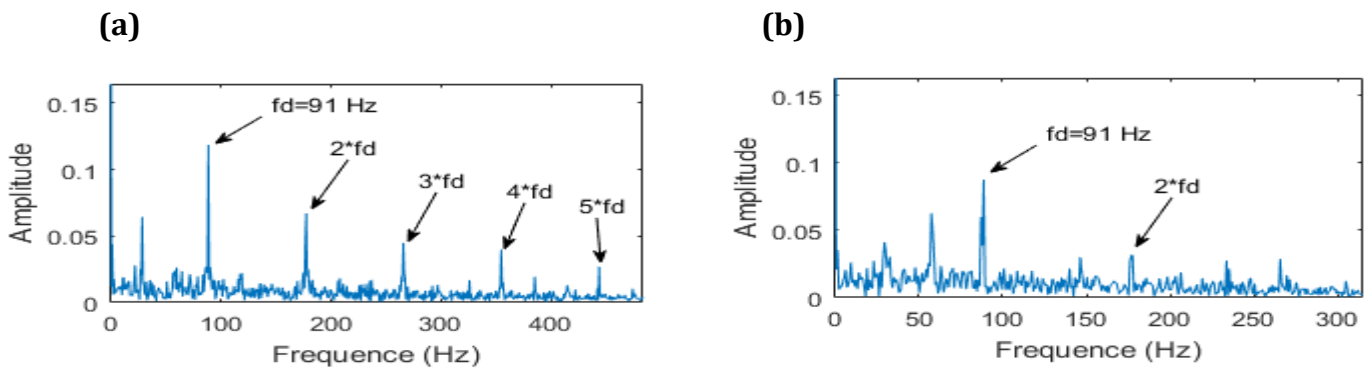 (a)
0.15
0.1
0.05
0
Amplitude
fd=91 Hz
2*fd
3*fd
4*fd
5*fd
0 100 200 300 400
Frequence (Hz)
(b)
0.15
0.1
0.05
0
Amplitude
fd=91 Hz
2*fd
0 50 100 150 200 250 300
Frequence (Hz)